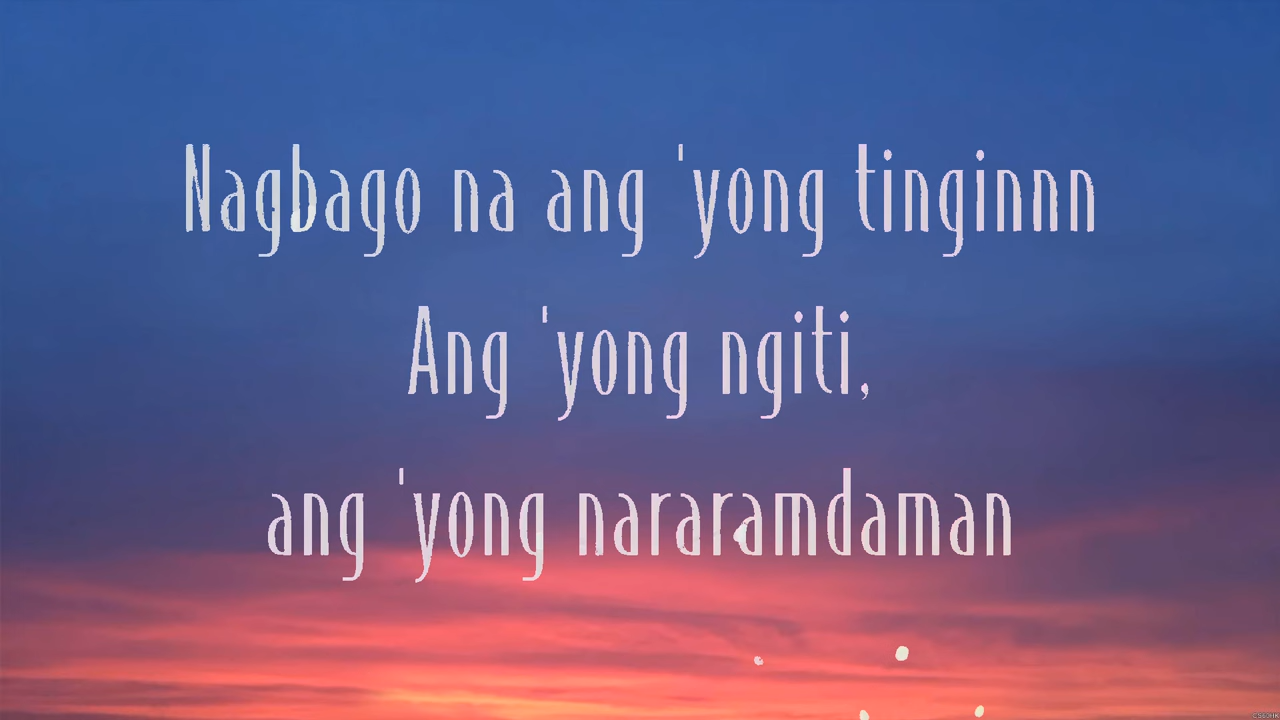 Nagbago na ang 'yong tinginnn
Ang 'yong ngiti,
ang 'yong nararamdaman